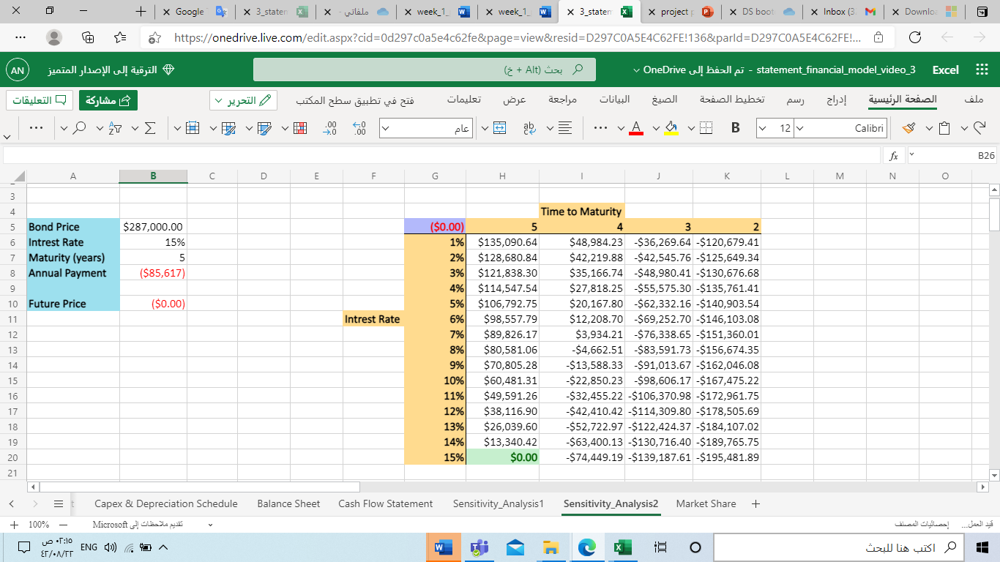 Google
3_staten
ملفاتي -
week_1_
week_1_
3_staten
project p
DS boot
Inbox (3
Downloa
https://onedrive.live.com/edit.aspx?cid=0d297c0a5e4c62fe&page=view&resid=D297C0A5E4C62FE!136&parId=D297C0A5E4C62FE!...
Excel
statement_financial_model_video_3 - تم الحفظ إلى OneDrive
بحث (Alt + خ)
الترقية إلى الإصدار المتميز
AN
ملف الصفحة الرئيسية إدراج رسم تخطيط الصفحة الصيغ البيانات مراجعة عرض تعليمات فتح في تطبيق سطح المكتب التحرير مشاركة التعليقات
Calibri 12 B A ab عام .00 .0 .00
B26 fx
A B C D E F G H I J K L M N O
3
4 Time to Maturity
5 Bond Price $287,000.00 ($0.00) 5 4 3 2
6 Intrest Rate 15% 1% $135,090.64 $48,984.23 -$36,269.64 -$120,679.41
7 Maturity (years) 5 2% $128,680.84 $42,219.88 -$42,545.76 -$125,649.34
8 Annual Payment ($85,617) 3% $121,838.30 $35,166.74 -$48,980.41 -$130,676.68
9 4% $114,547.54 $27,818.25 -$55,575.30 -$135,761.41
10 Future Price ($0.00) 5% $106,792.75 $20,167.80 -$62,332.16 -$140,903.54
11 Intrest Rate 6% $98,557.79 $12,208.70 -$69,252.70 -$146,103.08
12 7% $89,826.17 $3,934.21 -$76,338.65 -$151,360.01
13 8% $80,581.06 -$4,662.51 -$83,591.73 -$156,674.35
14 9% $70,805.28 -$13,588.33 -$91,013.67 -$162,046.08
15 10% $60,481.31 -$22,850.23 -$98,606.17 -$167,475.22
16 11% $49,591.26 -$32,455.22 -$106,370.98 -$172,961.75
17 12% $38,116.90 -$42,410.42 -$114,309.80 -$178,505.69
18 13% $26,039.60 -$52,722.97 -$122,424.37 -$184,107.02
19 14% $13,340.42 -$63,400.13 -$130,716.40 -$189,765.75
20 15% $0.00 -$74,449.19 -$139,187.61 -$195,481.89
21
t Capex & Depreciation Schedule Balance Sheet Cash Flow Statement Sensitivity_Analysis1 Sensitivity_Analysis2 Market Share
قيد العمل... إحصائيات المصنف
تقديم ملاحظات إلى Microsoft
100%
اكتب هنا للبحث
ENG
٠٢:١٥ ص
٤٢/٠٨/٢٢